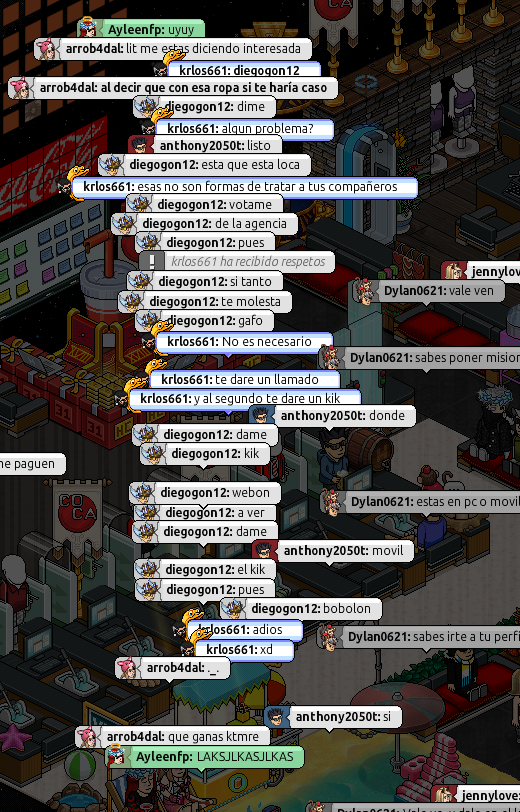 Ayleenfp: uyuy
arrob4dal: lit me estas diciendo interesada
krlos661: diegogon12
arrob4dal: al decir que con esa ropa si te haría caso
diegogon12: dime
krlos661: algun problema?
anthony2050t: listo
diegogon12: esta que esta loca
krlos661: esas no son formas de tratar a tus compañeros
diegogon12: votame
diegogon12: de la agencia
diegogon12: pues
krlos661 ha recibido respetos
jennylove
diegogon12: si tanto
Dylan0621: vale ven
diegogon12: te molesta
diegogon12: gafo
krlos661: No es necesario
Dylan0621: sabes poner mision
krlos661: te dare un llamado
krlos661: y al segundo te dare un kik
anthony2050t: donde
diegogon12: dame
diegogon12: kik
me paguen
diegogon12: webon
Dylan0621: estas en pc o movil
diegogon12: a ver
diegogon12: dame
anthony2050t: movil
diegogon12: el kik
diegogon12: pues
diegogon12: bobolon
krlos661: adios
Dylan0621: sabes irte a tu perfi
krlos661: xd
arrob4dal: ._.
anthony2050t: si
arrob4dal: que ganas ktmre
Ayleenfp: LAKSJLKASJLKAS
jennylove
Coca-Cola
CO
CA
CA